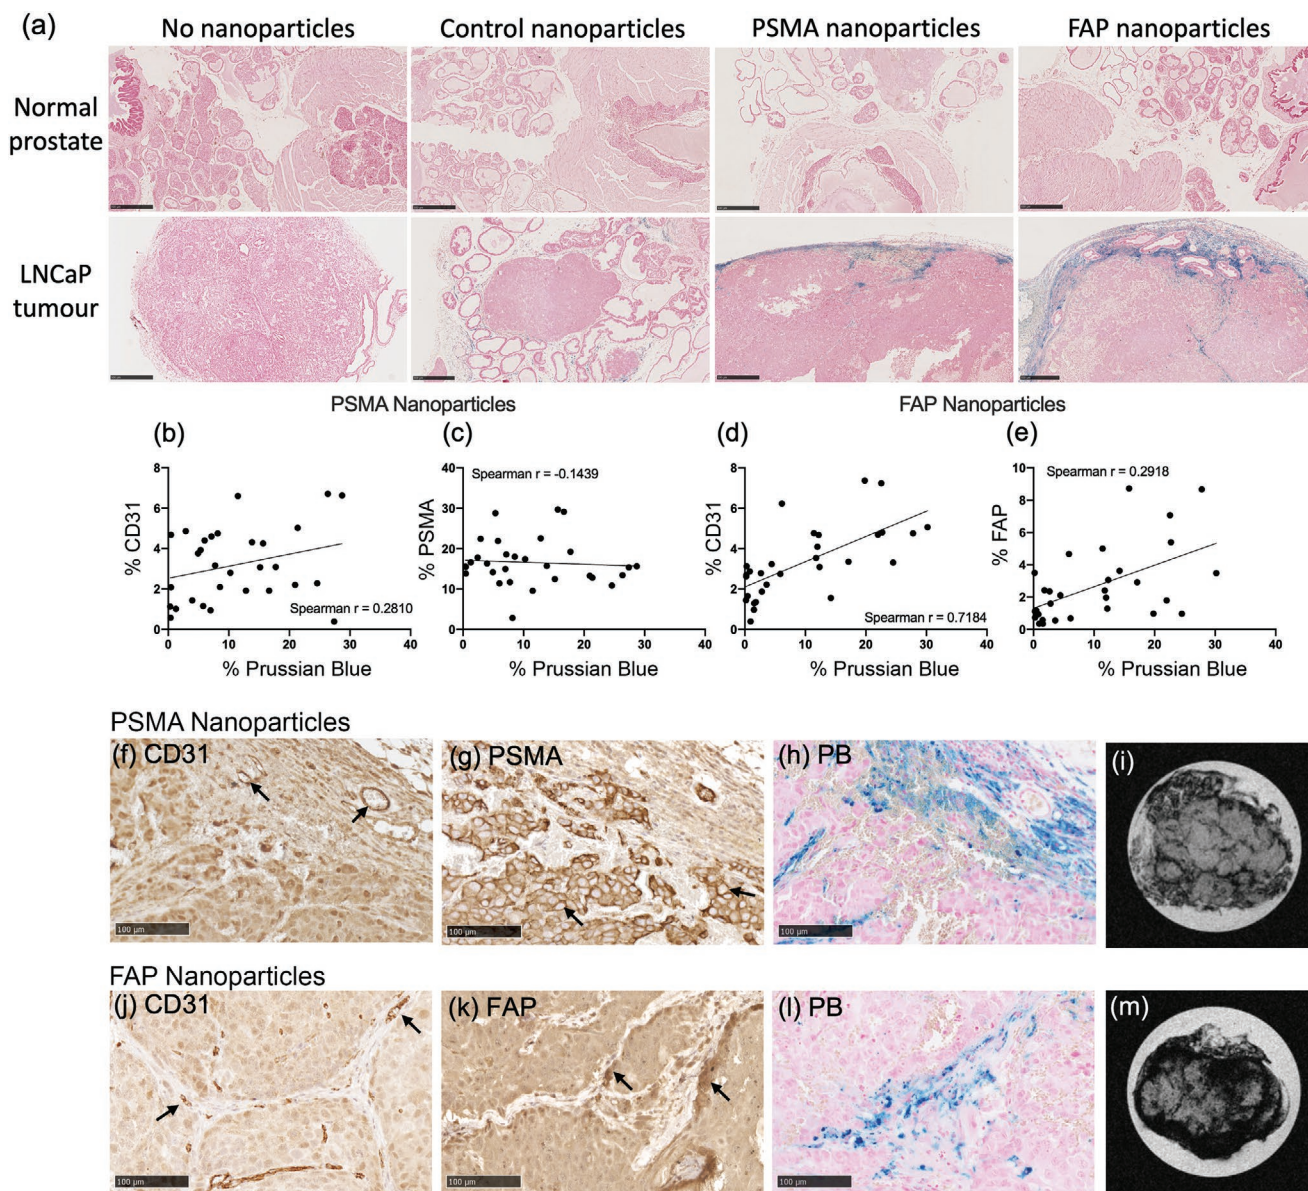 (a)
No nanoparticles
Control nanoparticles
PSMA nanoparticles
FAP nanoparticles
Normal
prostate
LNCaP
tumour
PSMA Nanoparticles
FAP Nanoparticles
(b)
(c)
(d)
(e)
8
6
4
2
0
% CD31
Spearman r = 0.2810
0
10
20
30
40
% Prussian Blue
40
30
20
10
0
% PSMA
Spearman r = -0.1439
0
10
20
30
40
% Prussian Blue
8
6
4
2
0
% CD31
Spearman r = 0.7184
0
10
20
30
40
% Prussian Blue
10
8
6
4
2
0
% FAP
Spearman r = 0.2918
0
10
20
30
40
% Prussian Blue
PSMA Nanoparticles
(f) CD31
100 µm
(g) PSMA
100 µm
(h) PB
100 µm
(i)
FAP Nanoparticles
(j) CD31
100 µm
(k) FAP
100 µm
(l) PB
100 µm
(m)